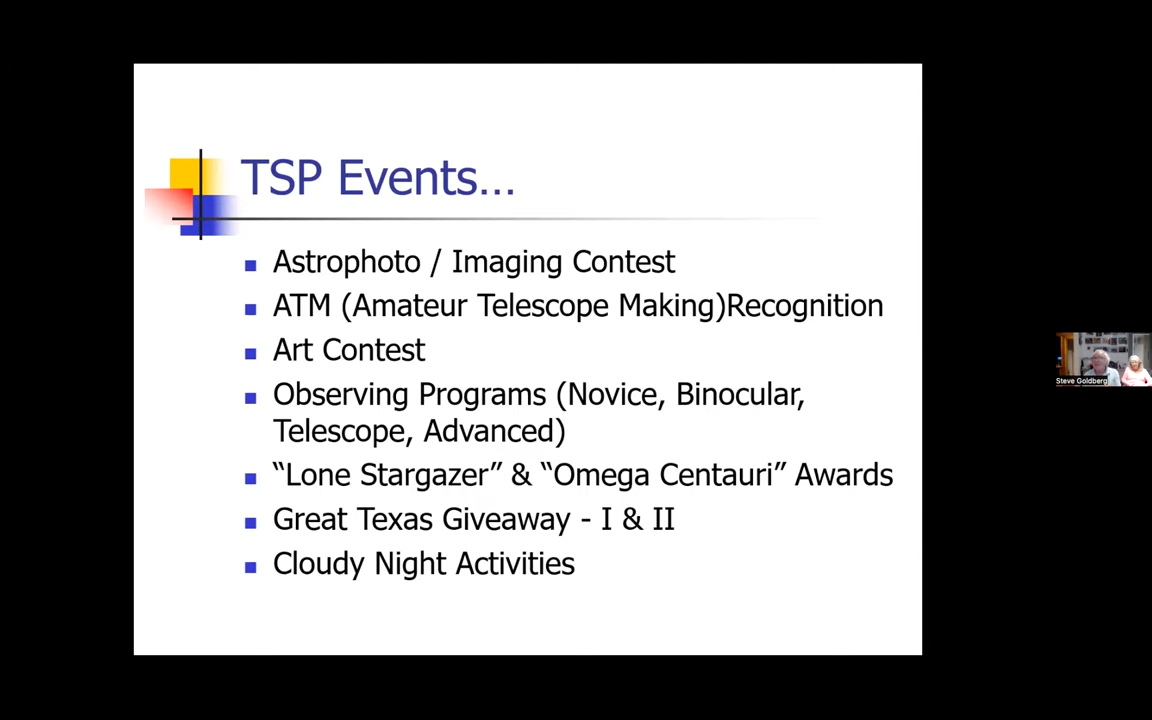 TSP Events...
Astrophoto / Imaging Contest
ATM (Amateur Telescope Making)Recognition
Art Contest
Observing Programs (Novice, Binocular,
Telescope, Advanced)
“Lone Stargazer” & “Omega Centauri” Awards
Great Texas Giveaway - I & II
Cloudy Night Activities
Steve Goldberg